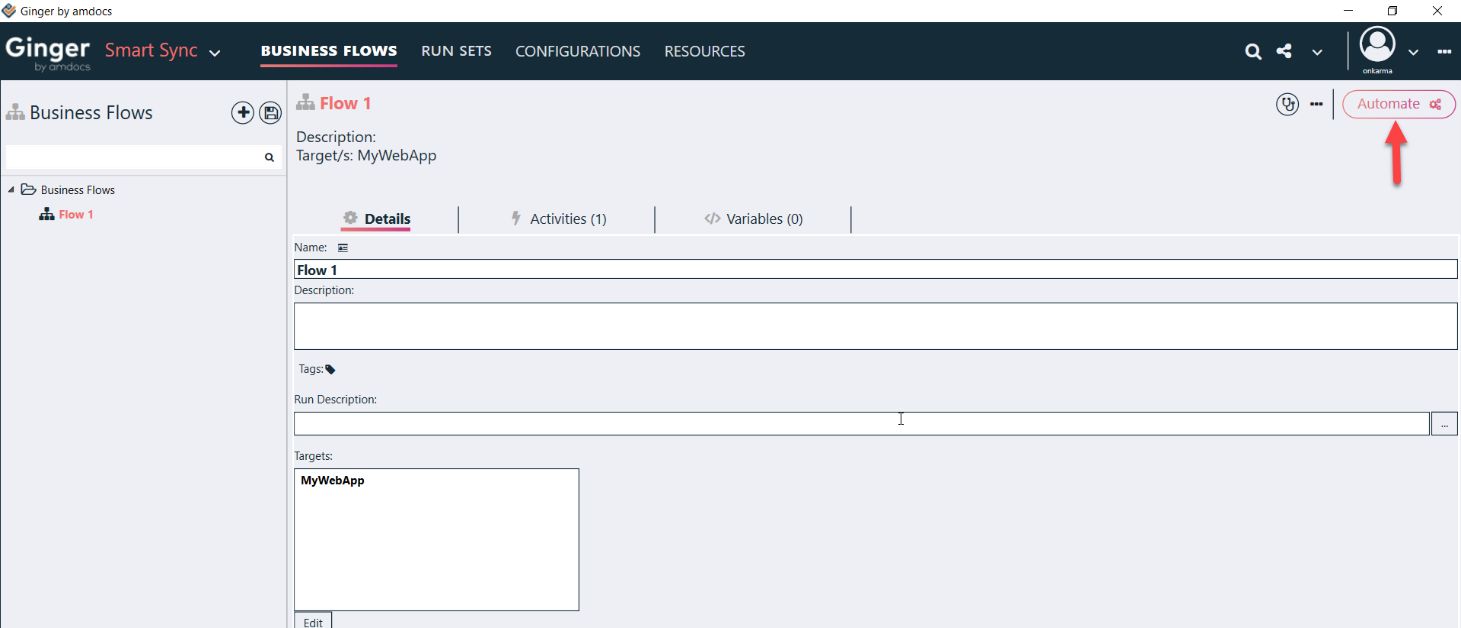 Ginger by amdocs
Ginger by amdocs Smart Sync BUSINESS FLOWS RUN SETS CONFIGURATIONS RESOURCES onkarma
Business Flows
Business Flows
Flow 1
Flow 1 Automate
Description:
Target/s: MyWebApp
Details Activities (1) </> Variables (0)
Name:
Flow 1
Description:
Tags:
Run Description:
...
Targets:
MyWebApp
Edit